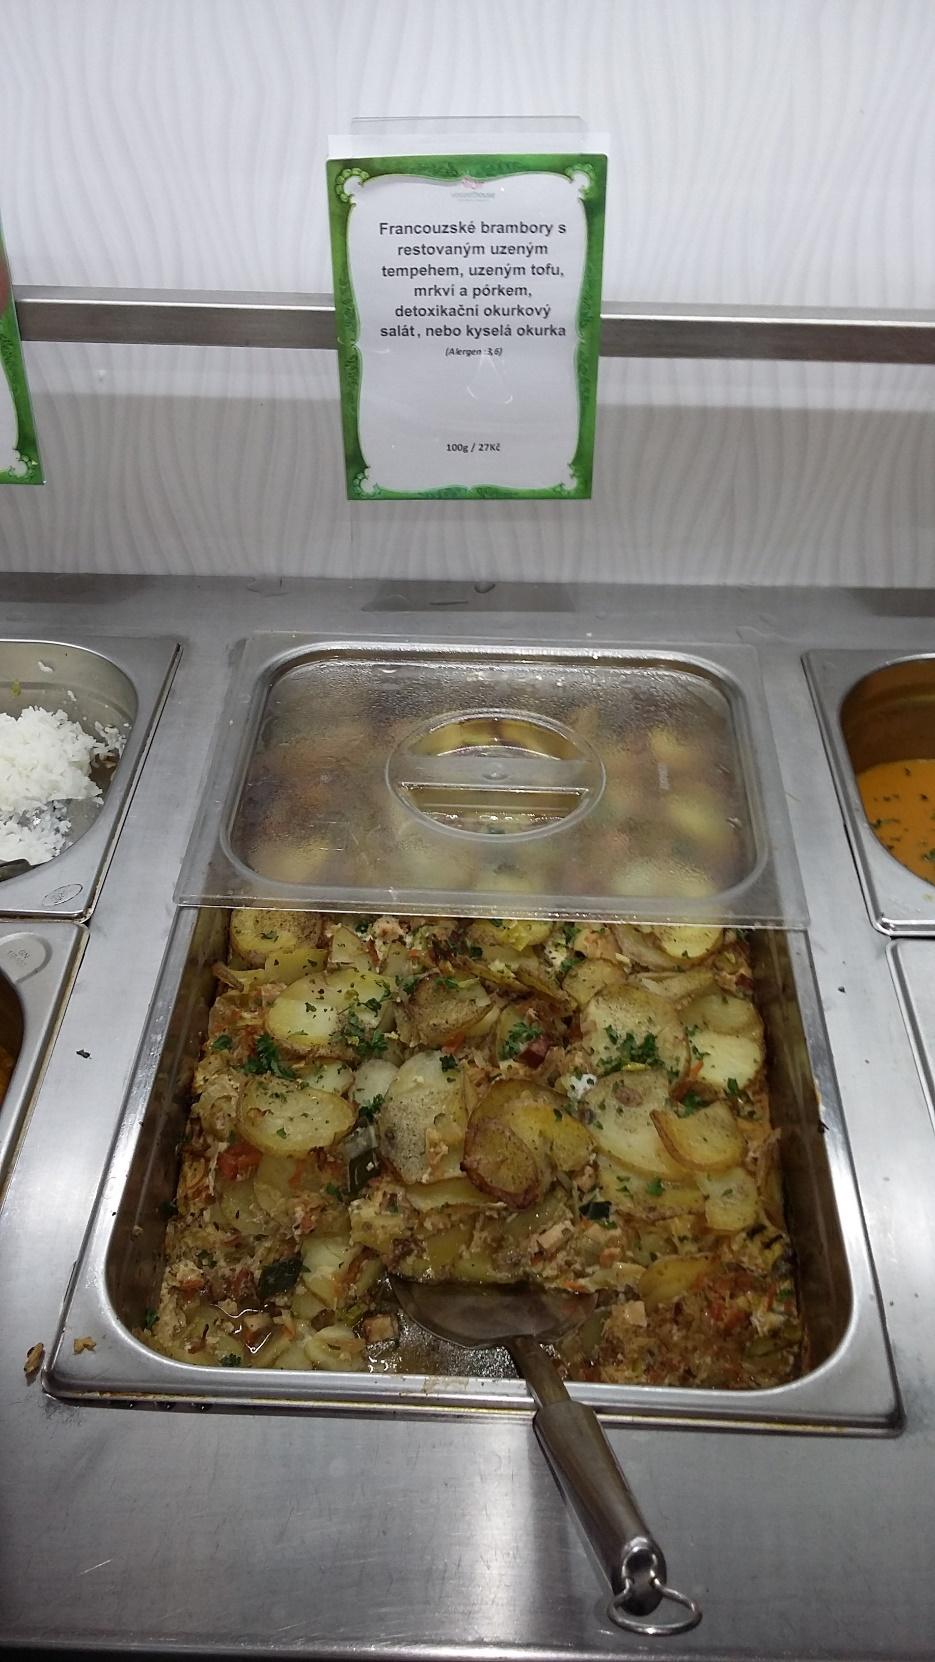 Francouzské brambory s
restovaným uzeným
tempehem, uzeným tofu,
mrkví a pórkem,
detoxikační okurkový
salát, nebo kyselá okurka
(Alergen :3,6)
100g / 27Kč